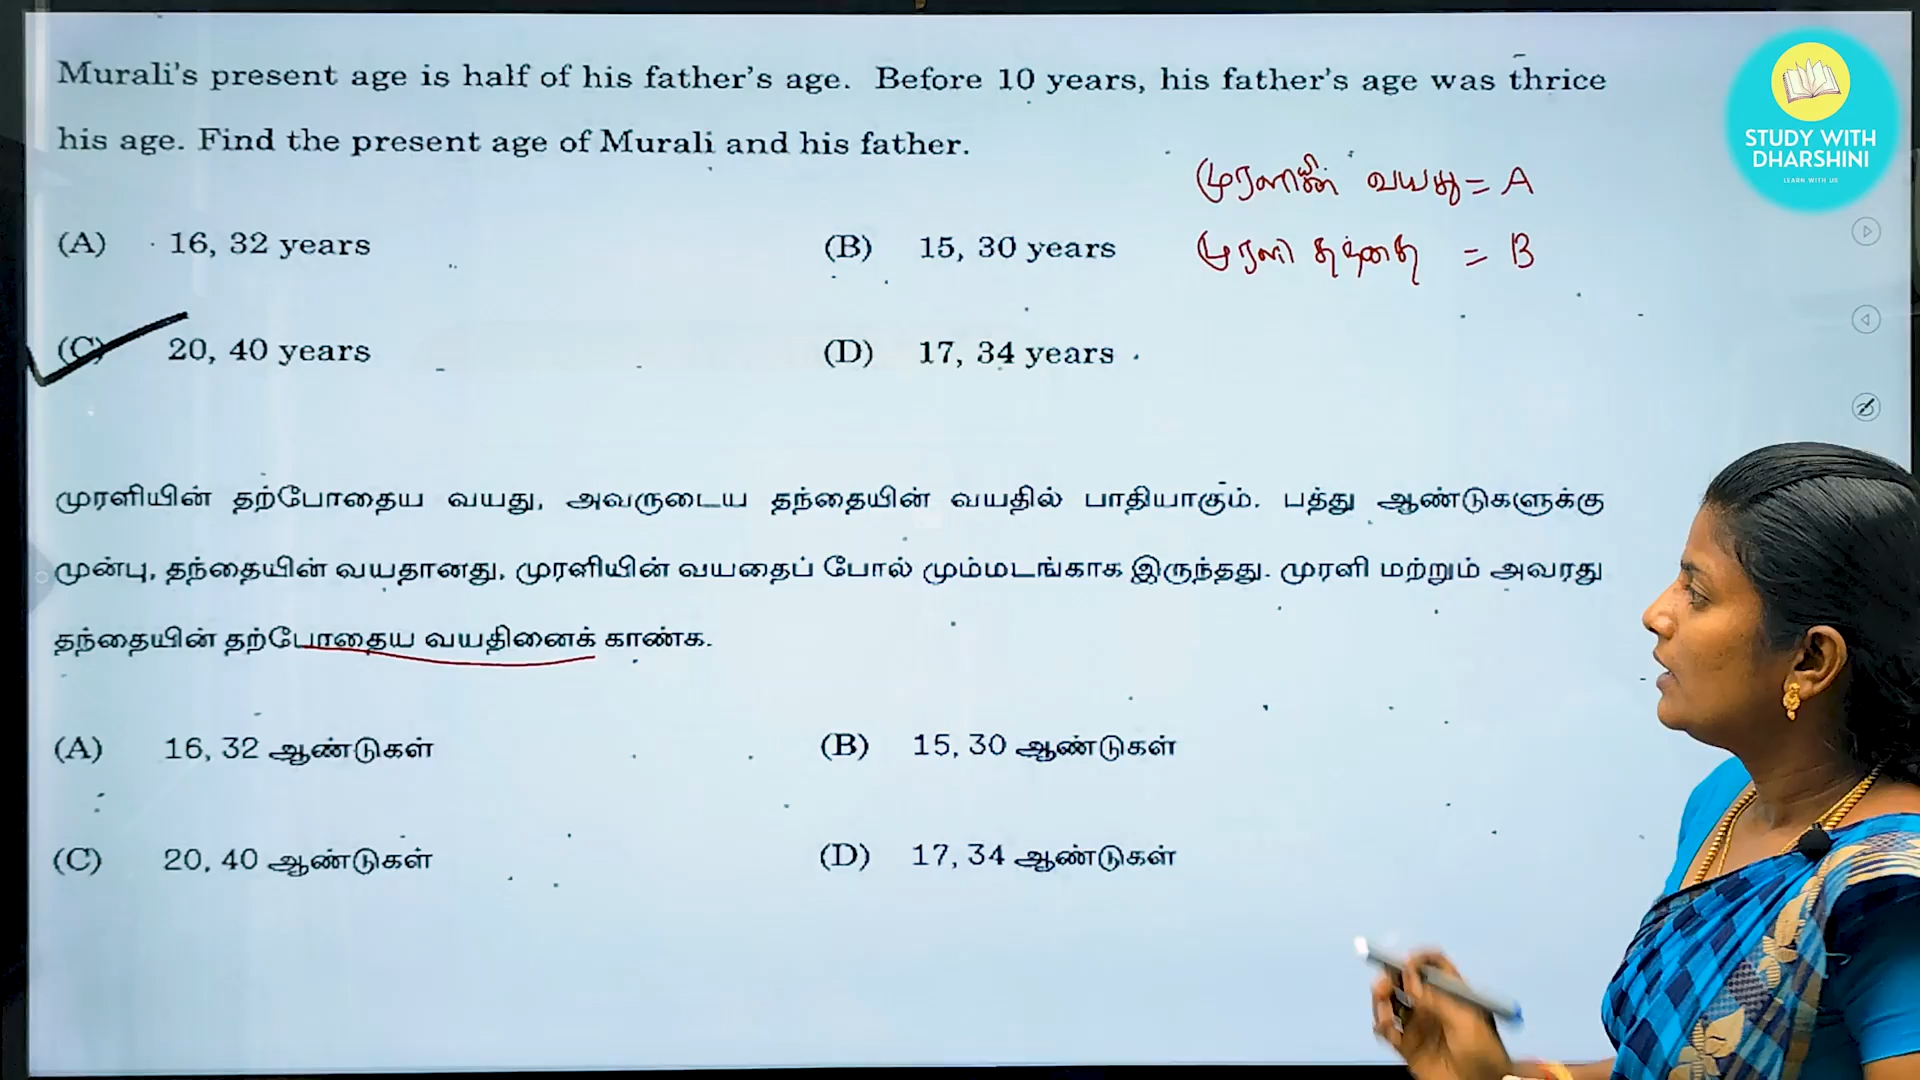 Murali's present age is half of his father's age. Before 10 years, his father's age was thrice
his age. Find the present age of Murali and his father.
(A) 16, 32 years
(B) 15, 30 years
(C) 20, 40 years
(D) 17, 34 years
முரளியின் வயது = A
முரளி தந்தை = B
முரளியின் தற்போதைய வயது, அவருடைய தந்தையின் வயதில் பாதியாகும். பத்து ஆண்டுகளுக்கு
முன்பு, தந்தையின் வயதானது, முரளியின் வயதைப் போல் மும்மடங்காக இருந்தது. முரளி மற்றும் அவரது
தந்தையின் தற்போதைய வயதினைக் காண்க.
(A) 16, 32 ஆண்டுகள்
(B) 15, 30 ஆண்டுகள்
(C) 20, 40 ஆண்டுகள்
(D) 17, 34 ஆண்டுகள்
STUDY WITH
DHARSHINI
LEARN WITH US